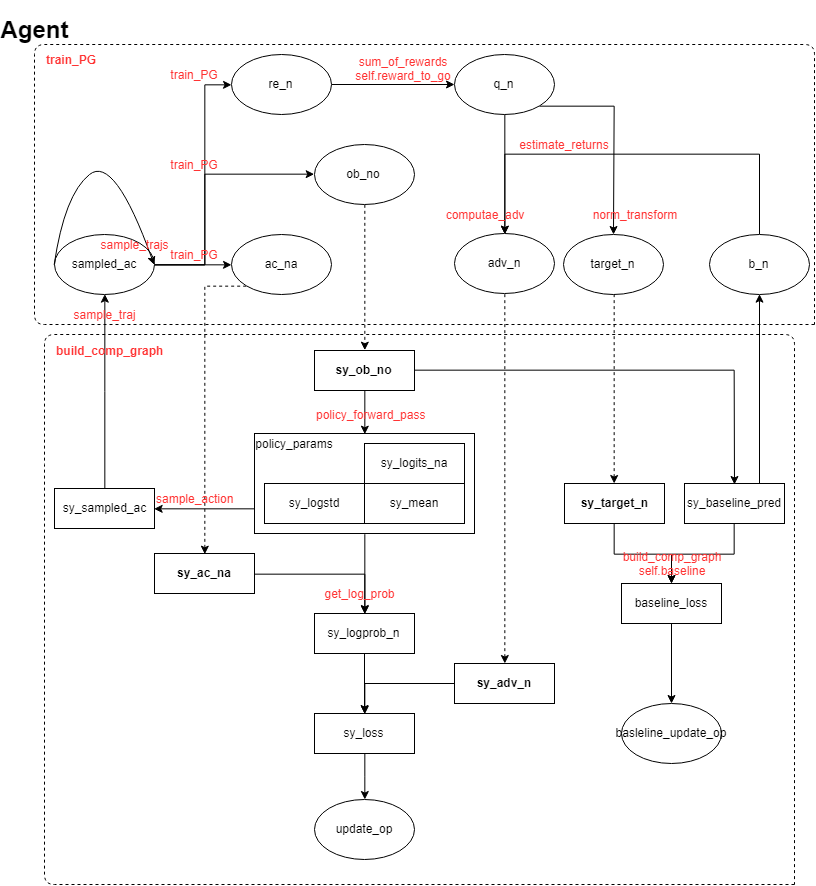 Agent
train_PG
sum_of_rewards
self.reward_to_go
train_PG
re_n
q_n
estimate_returns
train_PG
ob_no
computae_adv
norm_transform
sample_trajs
train_PG
sampled_ac
ac_na
adv_n
target_n
b_n
sample_traj
build_comp_graph
sy_ob_no
policy_forward_pass
policy_params
sy_logits_na
sy_logstd
sy_mean
sample_action
sy_sampled_ac
sy_target_n
sy_baseline_pred
build_comp_graph
self.baseline
sy_ac_na
get_log_prob
baseline_loss
sy_logprob_n
sy_adv_n
sy_loss
basleline_update_op
update_op